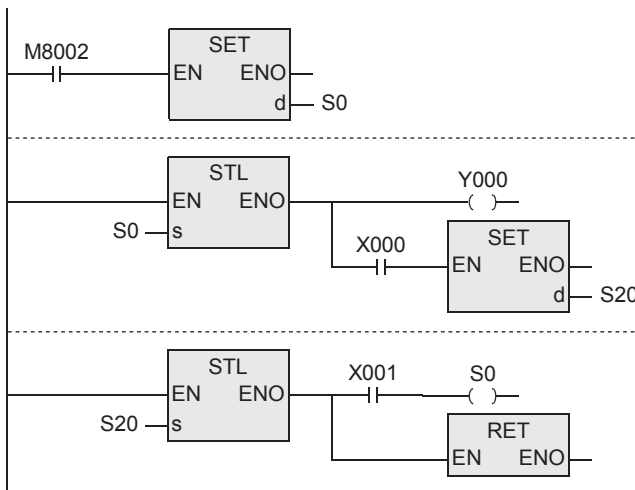 M8002
SET
EN ENO
d S0
STL
EN ENO
S0 s
Y000
X000
SET
EN ENO
d S20
STL
EN ENO
S20 s
X001 S0
RET
EN ENO